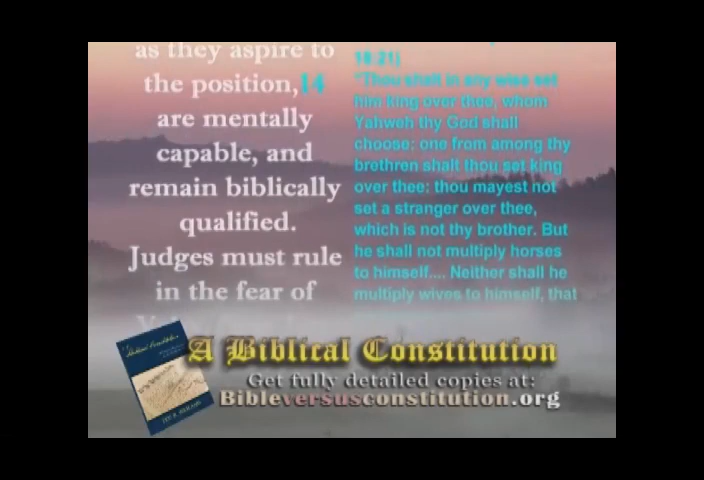 as they aspire to
the position,14
are mentally
capable, and
remain biblically
qualified.
Judges must rule
in the fear of
18:21)
"Thou shalt in any wise set
him king over thee, whom
Yahweh thy God shall
choose: one from among thy
brethren shalt thou set king
over thee: thou mayest not
set a stranger over thee,
which is not thy brother. But
he shall not multiply horses
to himself.... Neither shall he
multiply wives to himself, that
A Biblical Constitution
Get fully detailed copies at:
Bibleversusconstitution.org